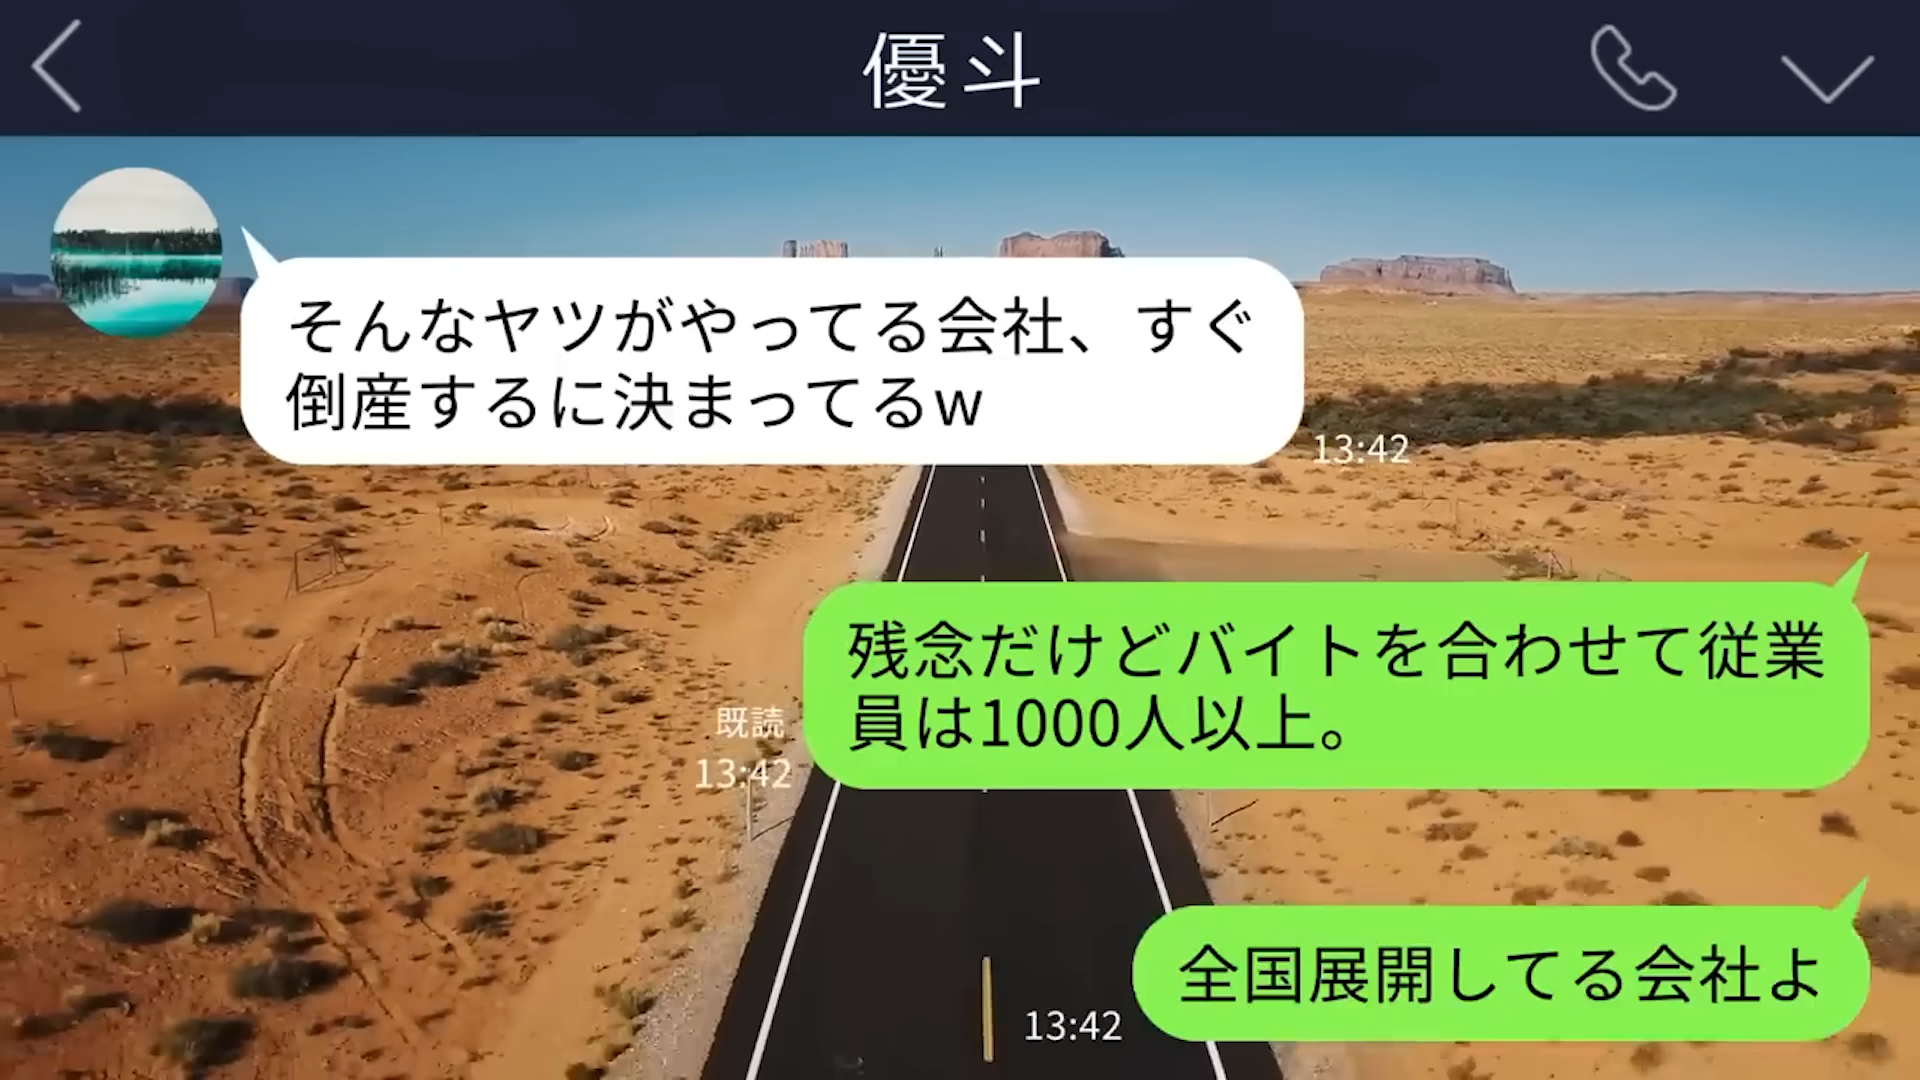 優斗
そんなヤツがやってる会社、すぐ
倒産するに決まってるw
13:42
残念だけどバイトを合わせて従業
員は1000人以上。
既読
13:42
全国展開してる会社よ
13:42